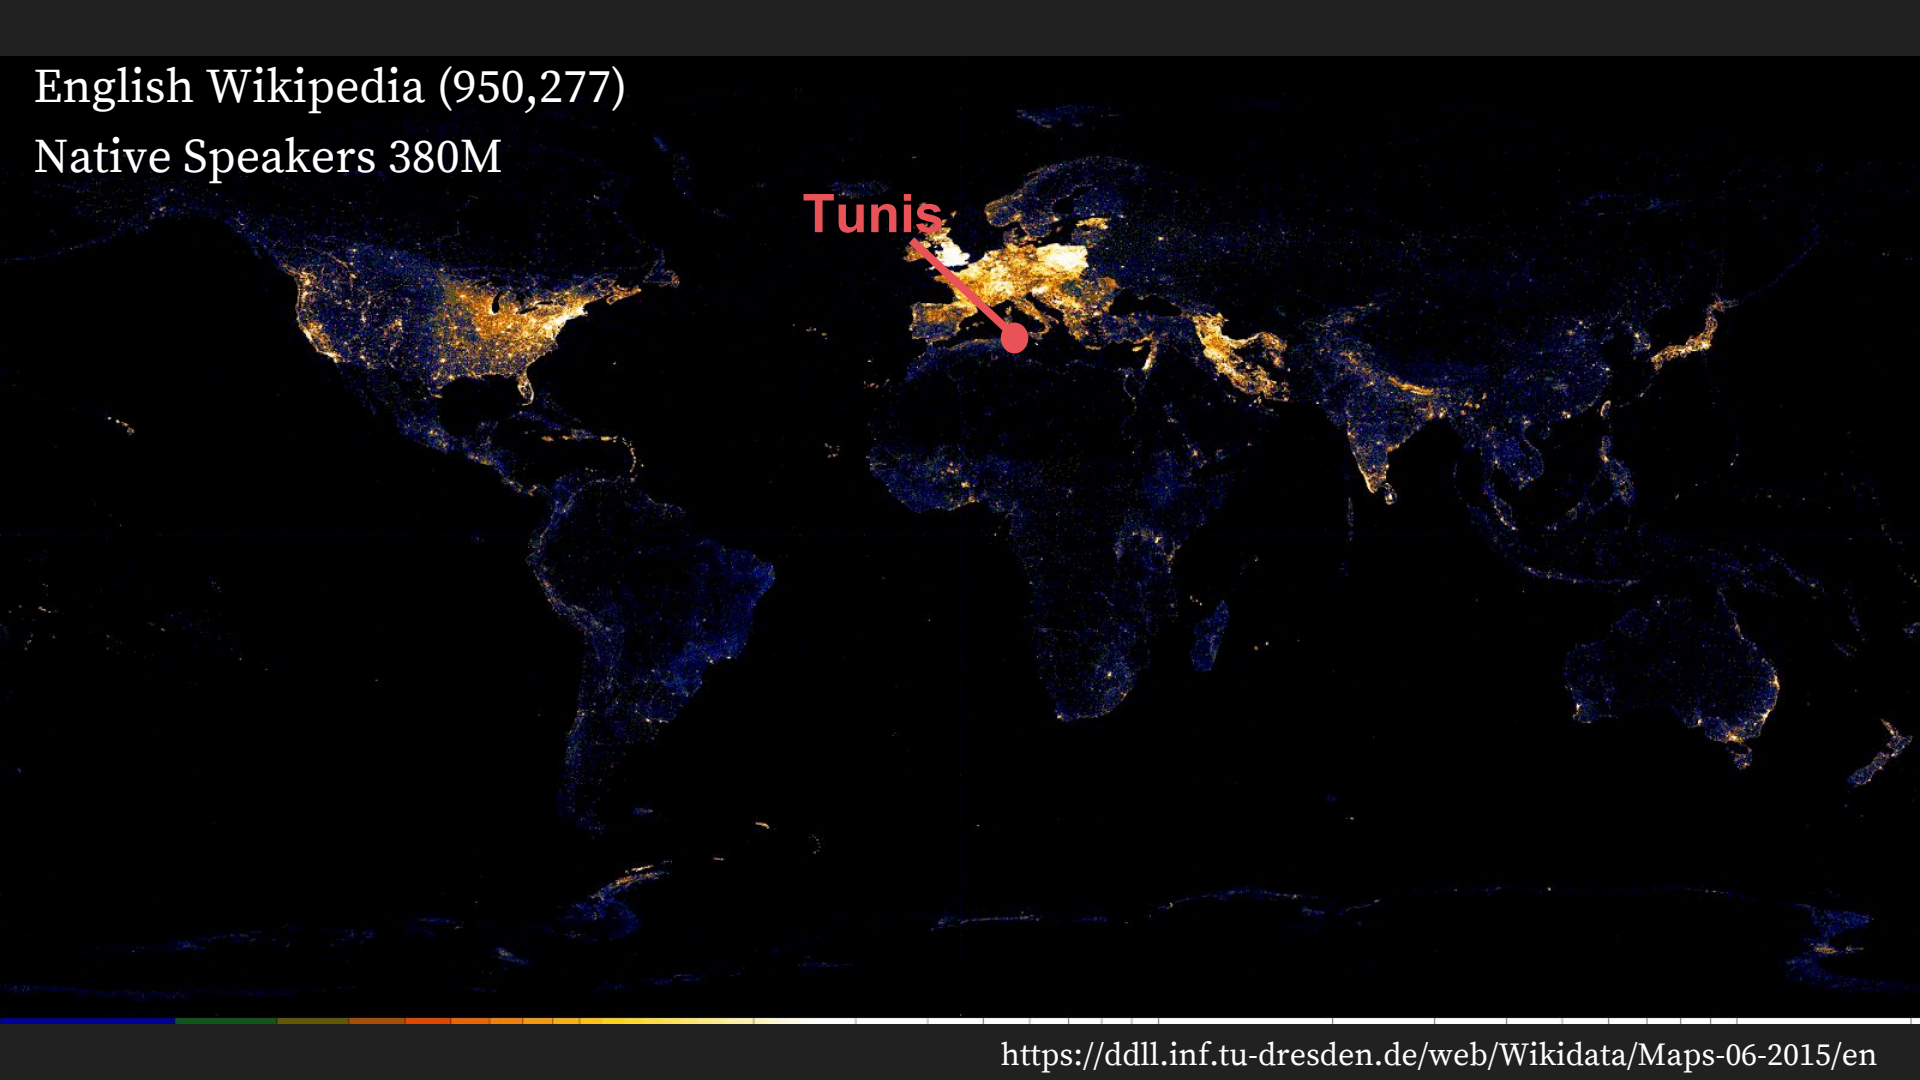 English Wikipedia (950,277)
Native Speakers 380M
Tunis
https://ddll.inf.tu-dresden.de/web/Wikidata/Maps-06-2015/en